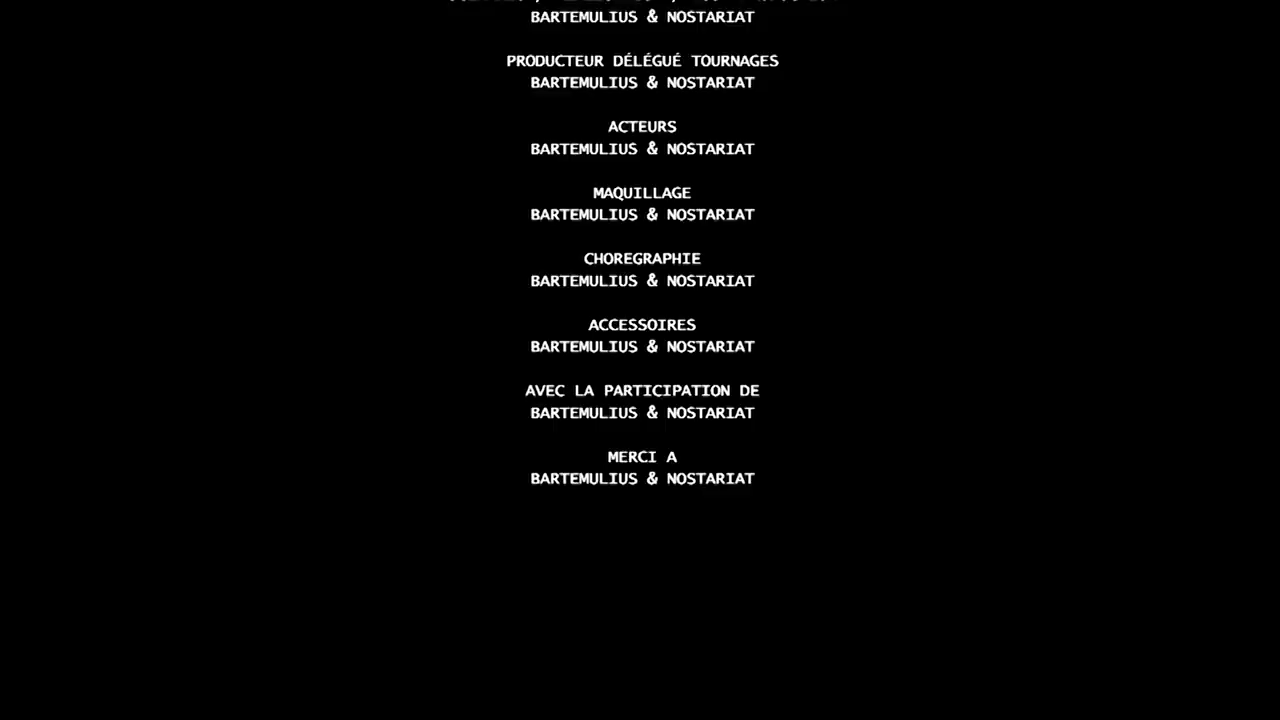 BARTEMULIUS & NOSTARIAT
PRODUCTEUR DÉLÉGUÉ TOURNAGES
BARTEMULIUS & NOSTARIAT
ACTEURS
BARTEMULIUS & NOSTARIAT
MAQUILLAGE
BARTEMULIUS & NOSTARIAT
CHOREGRAPHIE
BARTEMULIUS & NOSTARIAT
ACCESSOIRES
BARTEMULIUS & NOSTARIAT
AVEC LA PARTICIPATION DE
BARTEMULIUS & NOSTARIAT
MERCI A
BARTEMULIUS & NOSTARIAT